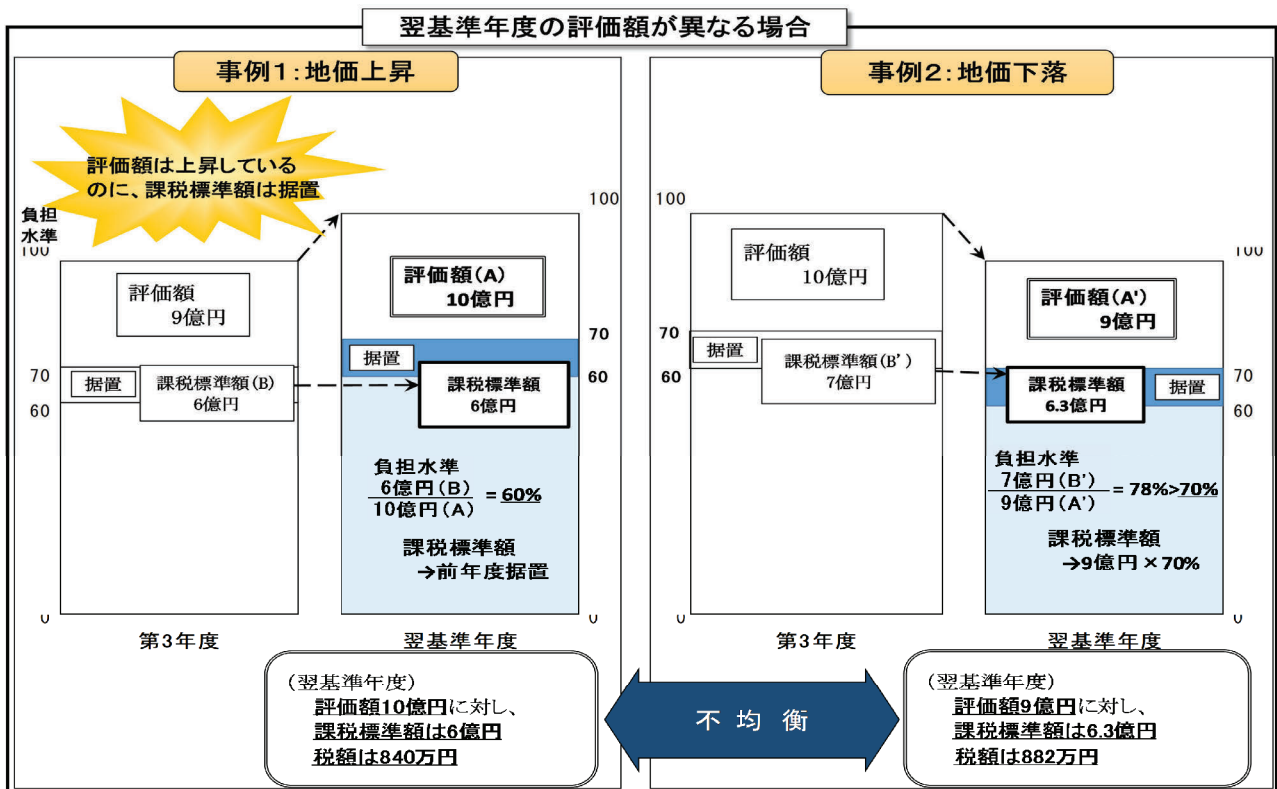 翌基準年度の評価額が異なる場合
事例1:地価上昇
評価額は上昇している
のに、課税標準額は据置
負担
水準
100
評価額
9億円
70
据置
60
課税標準額(B)
6億円
0
第3年度
100
評価額(A)
10億円
70
据置
60
課税標準額
6億円
負担水準
6億円(B)
10億円(A)
=60%
課税標準額
→前年度据置
0
翌基準年度
(翌基準年度)
評価額10億円に対し、
課税標準額は6億円
税額は840万円
不均衡
事例2:地価下落
100
評価額
10億円
70
据置
60
課税標準額(B')
7億円
0
第3年度
100
評価額(A')
9億円
課税標準額
6.3億円
据置
70
60
負担水準
7億円(B')
9億円(A')
=78%>70%
課税標準額
→9億円×70%
0
翌基準年度
(翌基準年度)
評価額9億円に対し、
課税標準額は6.3億円
税額は882万円